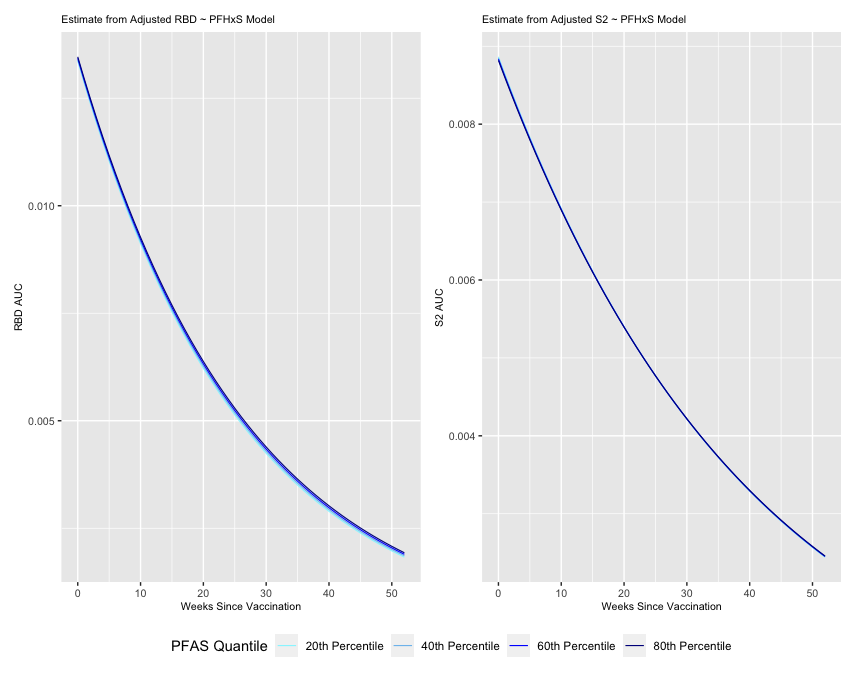 Estimate from Adjusted RBD ~ PFHxS Model
RBD AUC
0.010
0.005
0 10 20 30 40 50
Weeks Since Vaccination
Estimate from Adjusted S2 ~ PFHxS Model
S2 AUC
0.008
0.006
0.004
0 10 20 30 40 50
Weeks Since Vaccination
PFAS Quantile 20th Percentile 40th Percentile 60th Percentile 80th Percentile